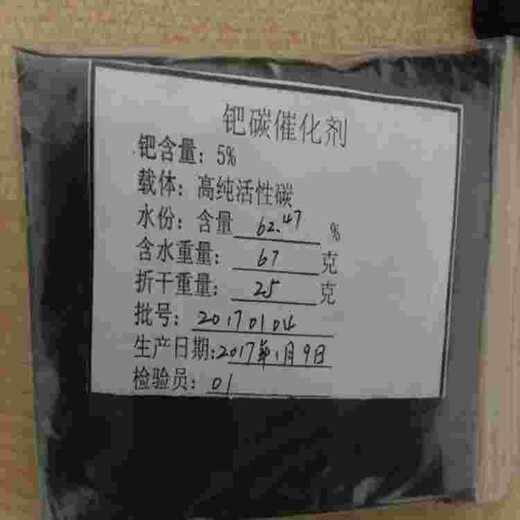 钯碳催化剂
钯含量：5%
载体：高纯活性碳
水份：含量 62.47 %
含水重量： 67 克
折干重量： 25 克
批号：20170104
生产日期:2017年1月9日
检验员：01